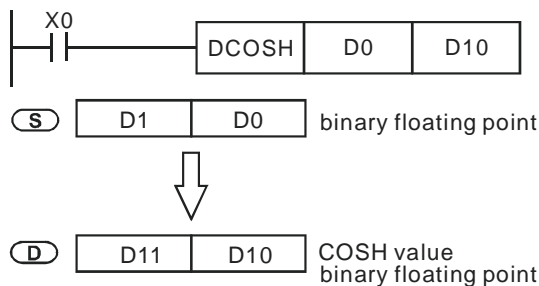 X0
DCOSH D0 D10
S D1 D0 binary floating point
D D11 D10 COSH value
binary floating point